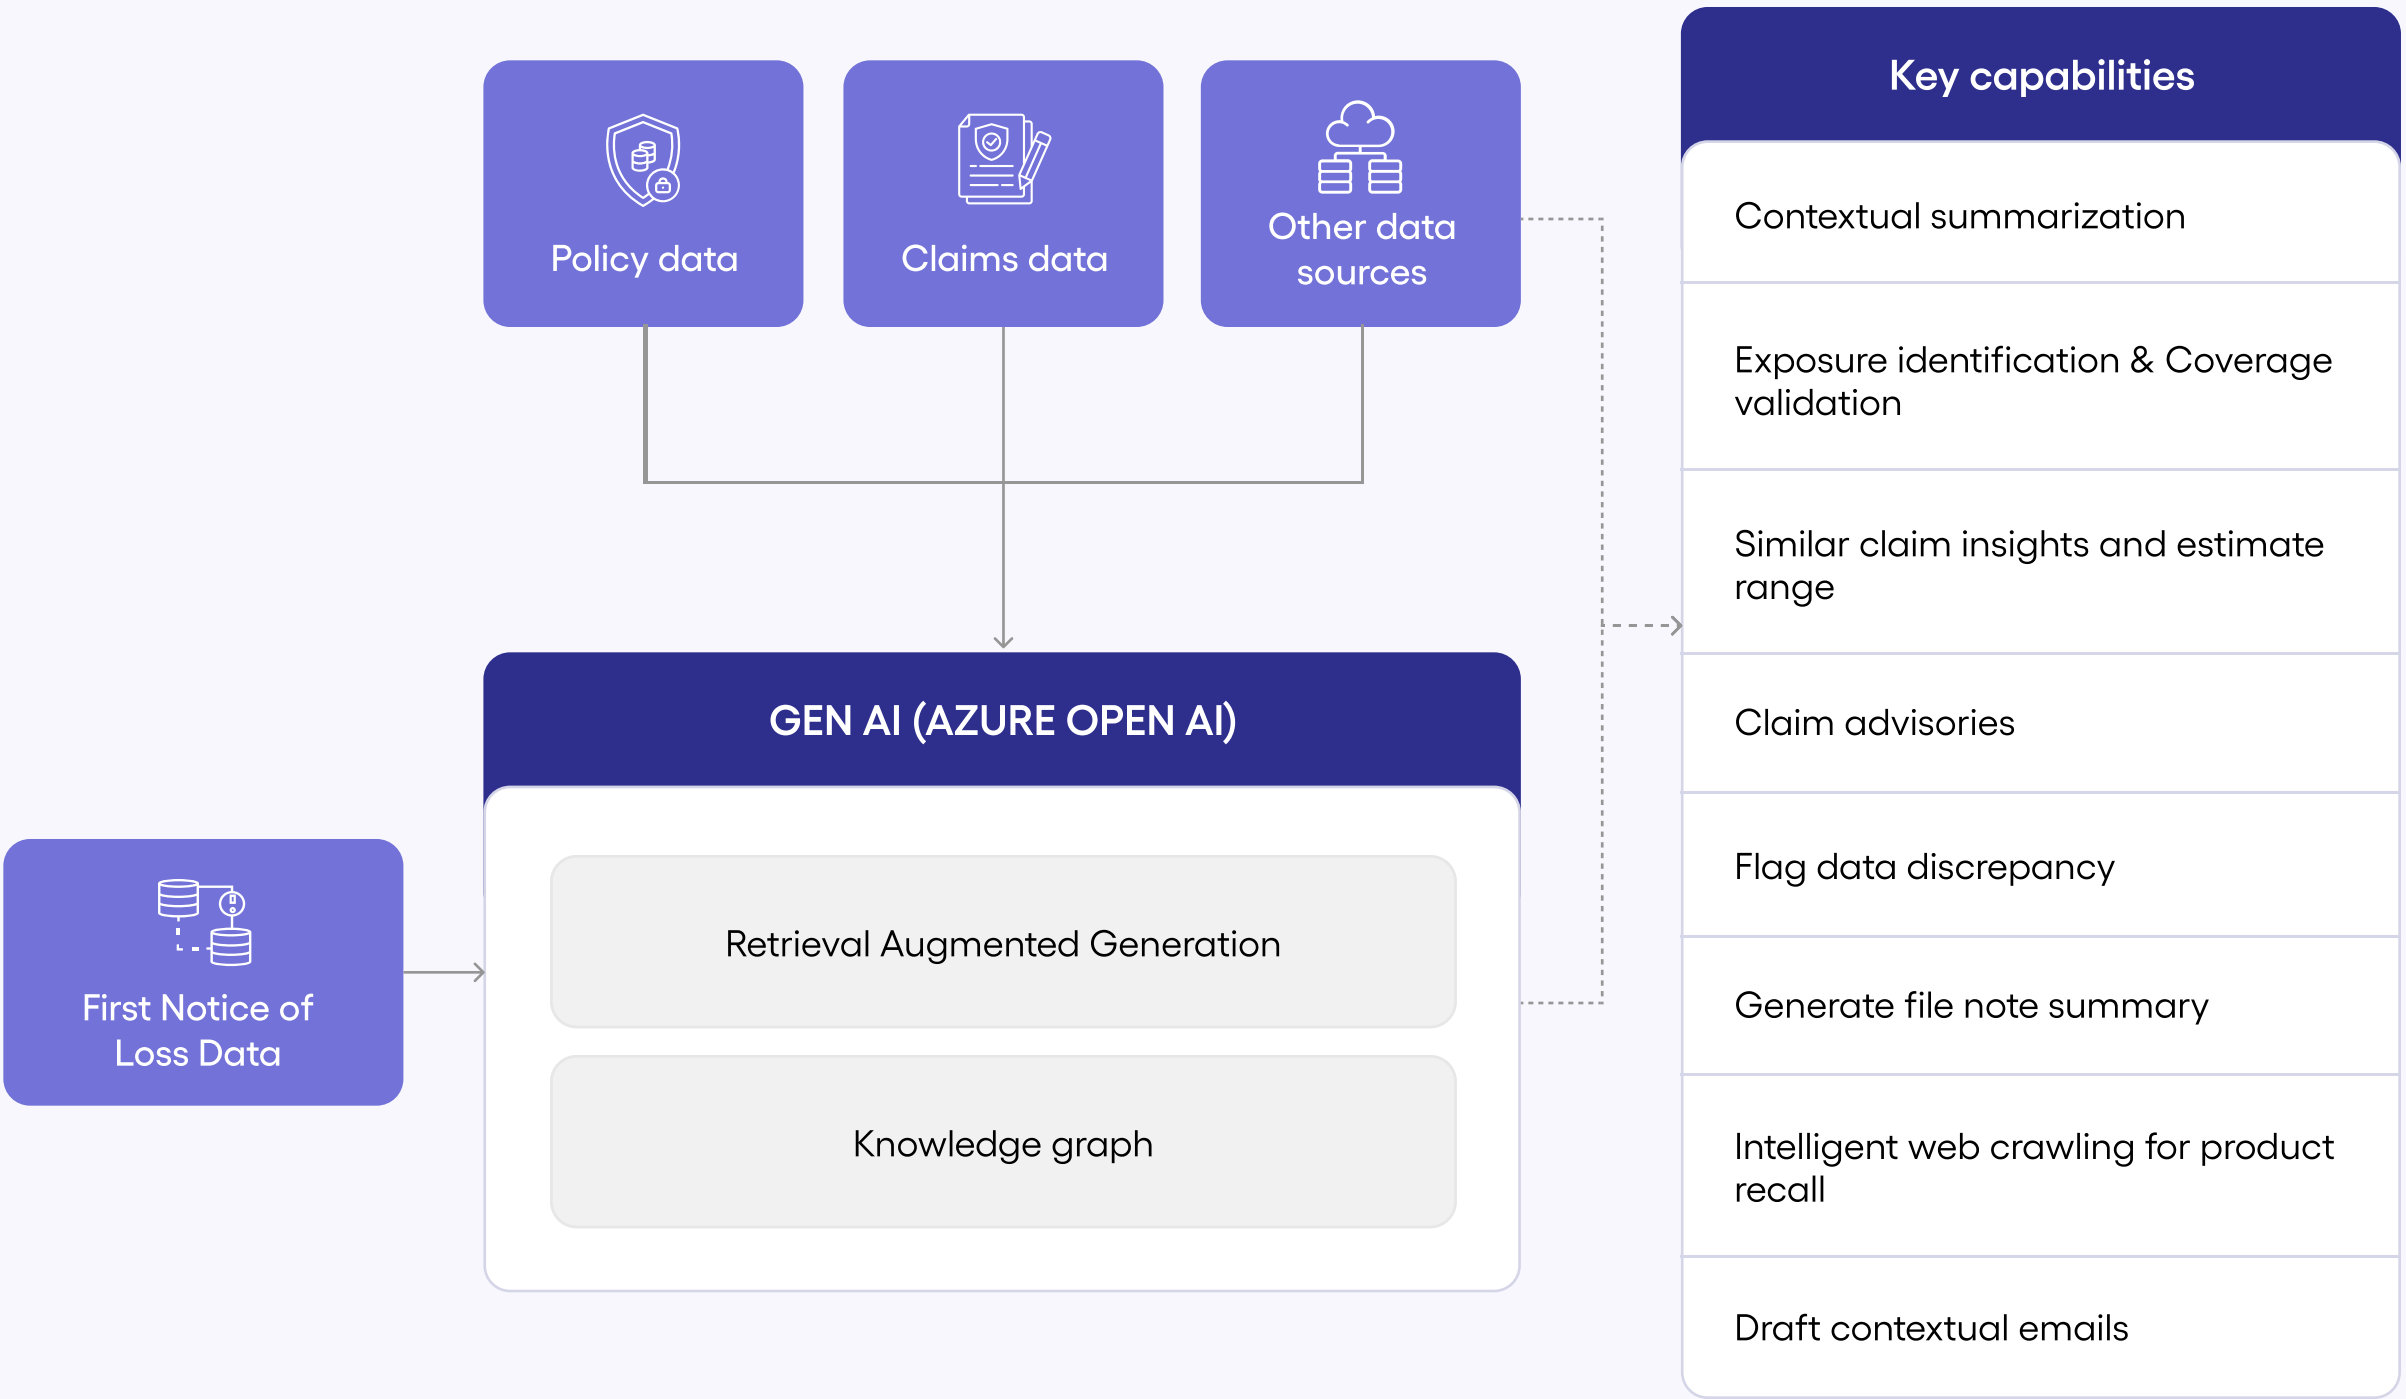 Policy data
Claims data
Other data
sources
GEN AI (AZURE OPEN AI)
Retrieval Augmented Generation
Knowledge graph
First Notice of
Loss Data
Key capabilities
Contextual summarization
Exposure identification & Coverage
validation
Similar claim insights and estimate
range
Claim advisories
Flag data discrepancy
Generate file note summary
Intelligent web crawling for product
recall
Draft contextual emails